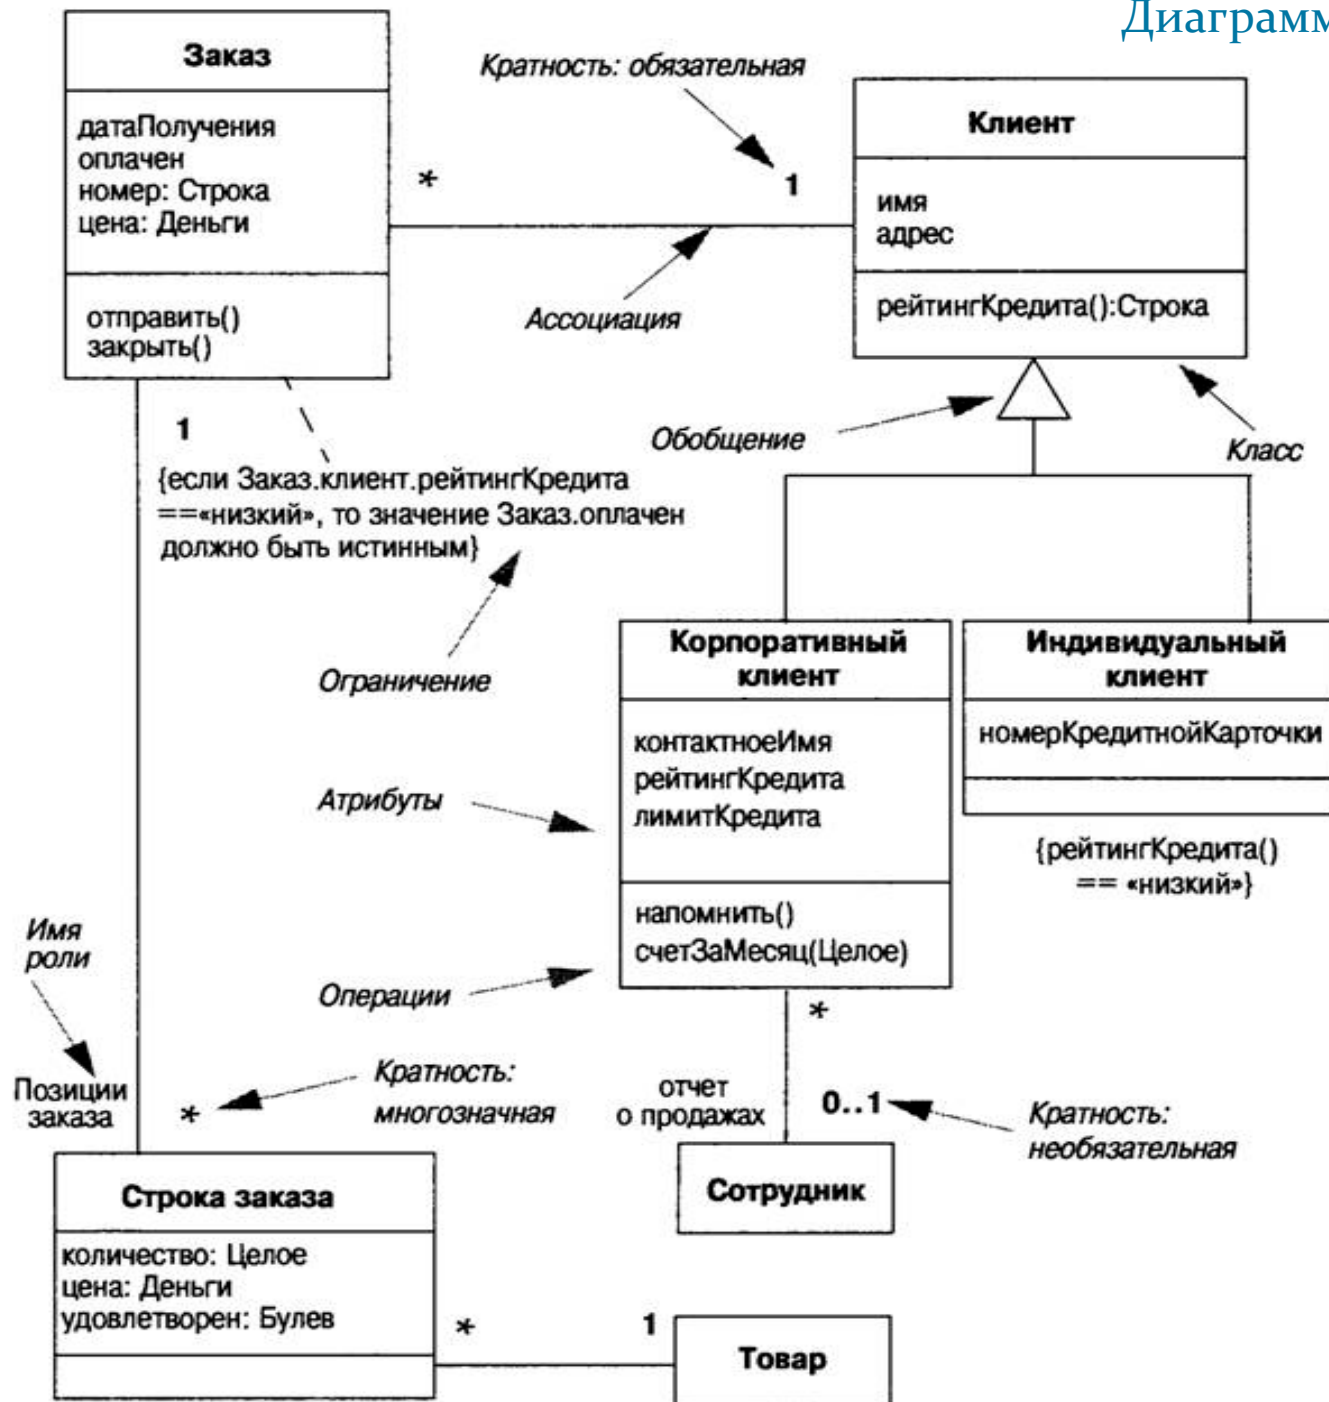 Диаграмм
Заказ
датаПолучения
оплачен
номер: Строка
цена: Деньги
отправить()
закрыть()
Кратность: обязательная
*
1
Ассоциация
Клиент
имя
адрес
рейтингКредита():Строка
Обобщение
Класс
1
{если Заказ.клиент.рейтингКредита
==«низкий», то значение Заказ.оплачен
должно быть истинным}
Ограничение
Корпоративный
клиент
контактноеИмя
рейтингКредита
лимитКредита
напомнить()
счетЗаМесяц(Целое)
Индивидуальный
клиент
номерКредитнойКарточки
{рейтингКредита()
== «низкий»}
Атрибуты
Операции
Имя
роли
Позиции
заказа
*
Кратность:
многозначная
*
отчет
о продажах
0..1
Кратность:
необязательная
Сотрудник
Строка заказа
количество: Целое
цена: Деньги
удовлетворен: Булев
*
1
Товар